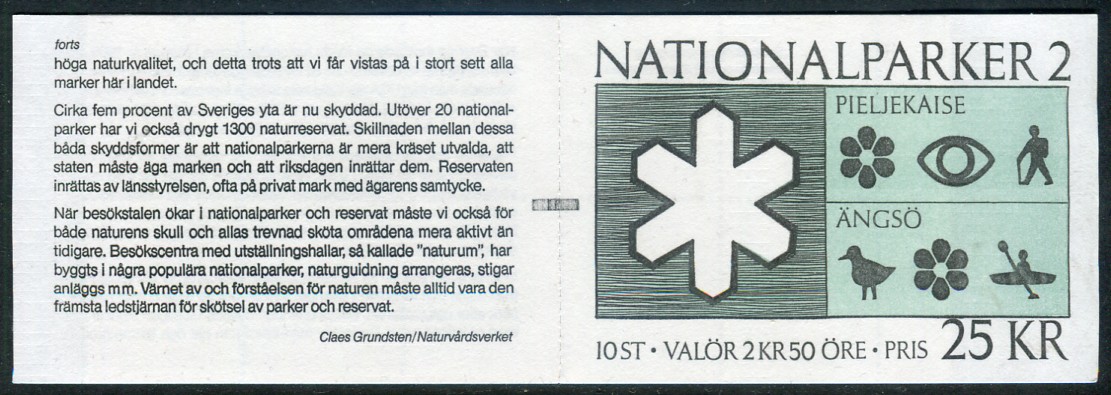 forts
höga naturkvalitet, och detta trots att vi får vistas på i stort sett alla
marker här i landet.
Cirka fem procent av Sveriges yta är nu skyddad. Utöver 20 national-
parker har vi också drygt 1300 naturreservat. Skillnaden mellan dessa
båda skyddsformer är att nationalparkerna är mera kräset utvalda, att
staten måste äga marken och att riksdagen inrättar dem. Reservaten
inrättas av länsstyrelsen, ofta på privat mark med ägarens samtycke.
När besökstalen ökar i nationalparker och reservat måste vi också för
både naturens skull och allas trevnad sköta områdena mera aktivt än
tidigare. Besökscentra med utställningshallar, så kallade "naturum", har
byggts i några populära nationalparker, naturguidning arrangeras, stigar
anläggs mm. Värnet av och förståelsen för naturen måste alltid vara den
främsta ledstjärnan för skötsel av parker och reservat.
Claes Grundsten/Naturvårdsverket
NATIONALPARKER 2
PIELJEKAISE
ÄNGSÖ
10 ST · VALÖR 2 KR 50 ÖRE · PRIS 25 KR